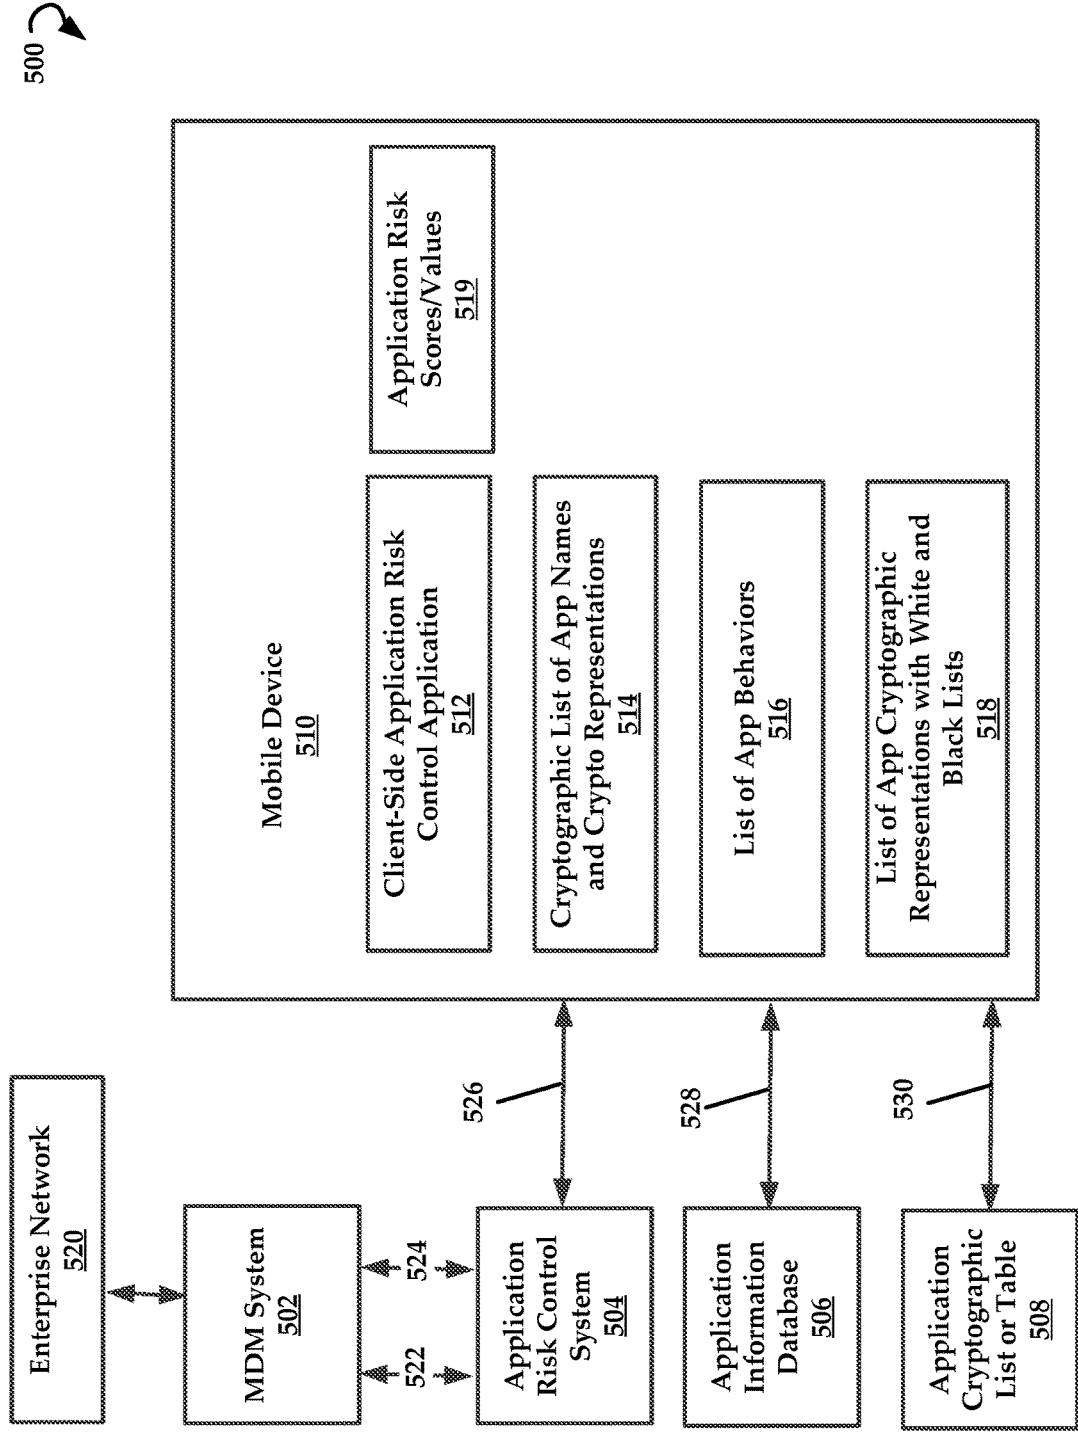 500
Enterprise Network
520
MDM System
502
522
524
Application
Risk Control
System
504
Application
Information
Database
506
Application
Cryptographic
List or Table
508
526
528
530
Mobile Device
510
Client-Side Application Risk
Control Application
512
Application Risk
Scores/Values
519
Cryptographic List of App Names
and Crypto Representations
514
List of App Behaviors
516
List of App Cryptographic
Representations with White and
Black Lists
518